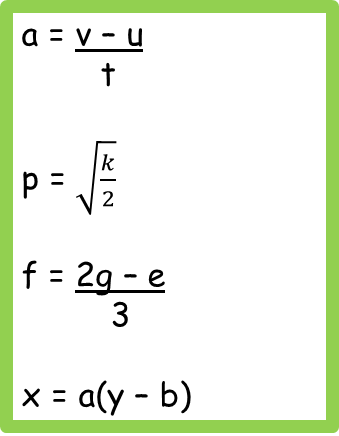 a = v – u
t
p = √k
2
f = 2g – e
3
x = a(y – b)